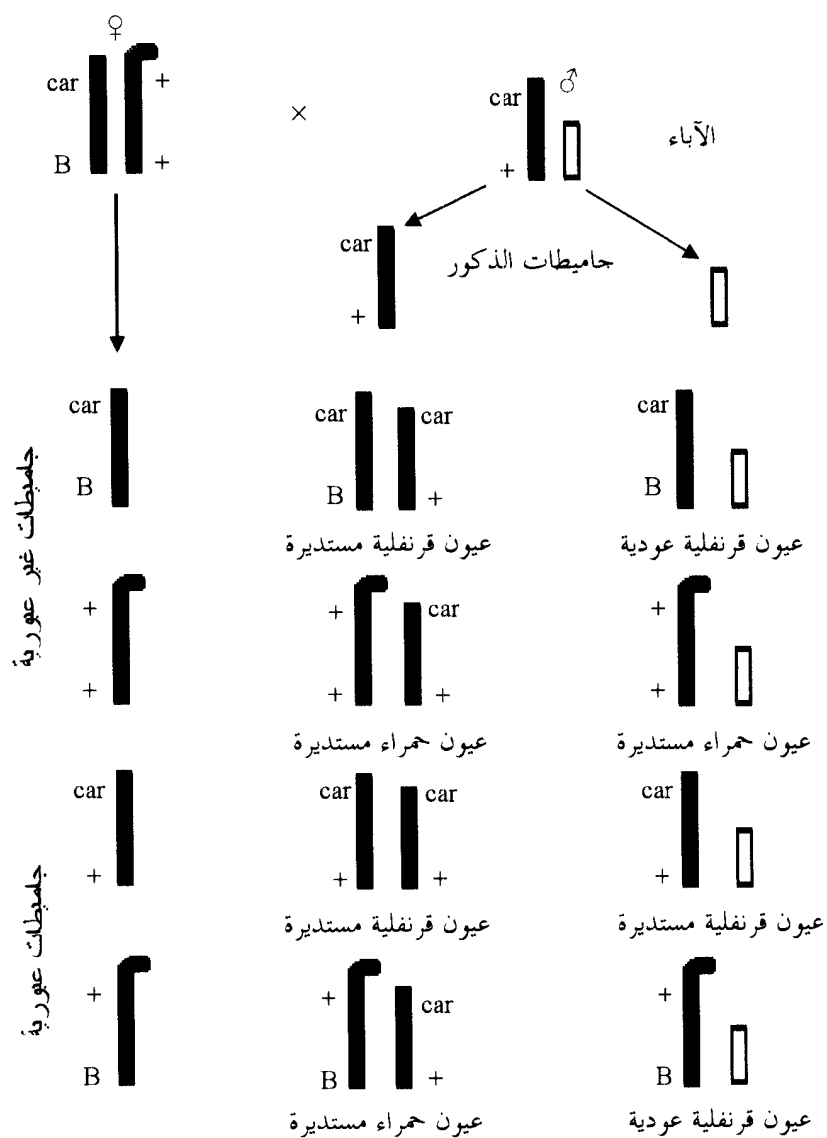 ♀ ♂
car + × car الآباء
B + +
car حاميطات الذكور
+
car car car car
B B + B
عيون قرنفلية مستديرة عيون قرنفلية عودية
جاميطات غير عبورية
+ + car +
+ + + +
عيون حمراء مستديرة عيون حمراء مستديرة
car car car car
+ + + +
عيون قرنفلية مستديرة عيون قرنفلية مستديرة
جاميطات عبورية
+ + car +
B B + B
عيون حمراء مستديرة عيون قرنفلية عودية